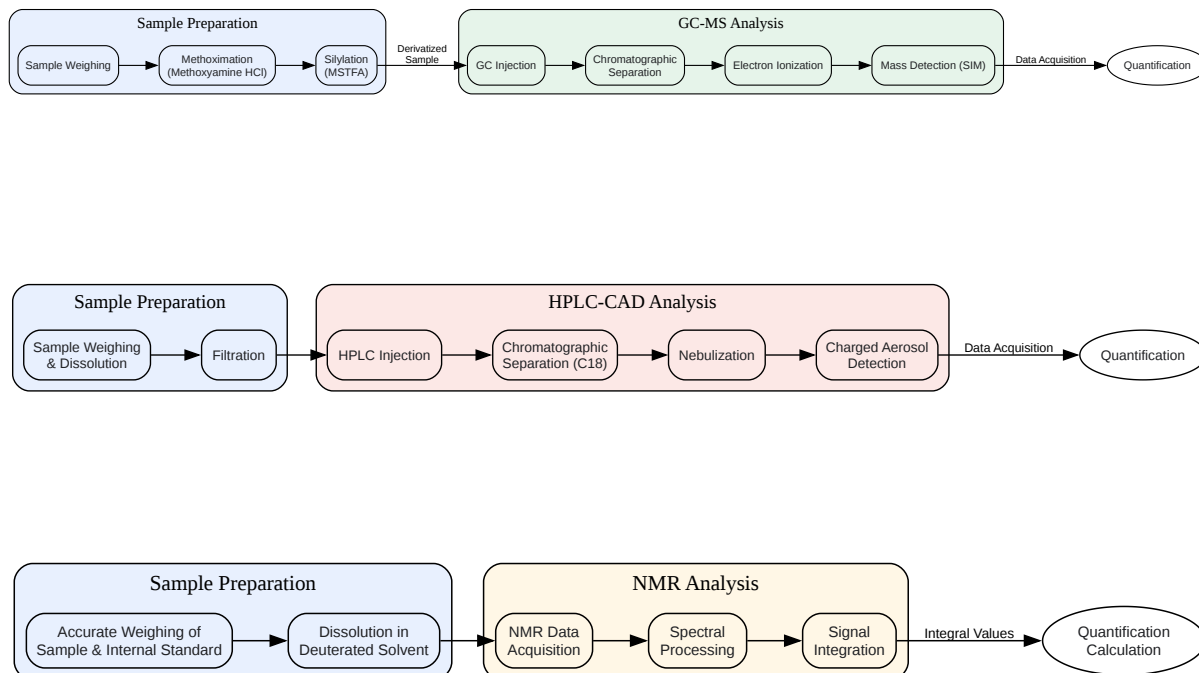 Sample Preparation
GC-MS Analysis
Sample Weighing
Methoximation
(Methoxyamine HCl)
Silylation
(MSTFA)
Derivatized
Sample
GC Injection
Chromatographic
Separation
Electron Ionization
Mass Detection (SIM)
Data Acquisition
Quantification
Sample Preparation
HPLC-CAD Analysis
Sample Weighing
& Dissolution
Filtration
HPLC Injection
Chromatographic
Separation (C18)
Nebulization
Charged Aerosol
Detection
Data Acquisition
Quantification
Sample Preparation
NMR Analysis
Accurate Weighing of
Sample & Internal Standard
Dissolution in
Deuterated Solvent
NMR Data
Acquisition
Spectral
Processing
Signal
Integration
Integral Values
Quantification
Calculation